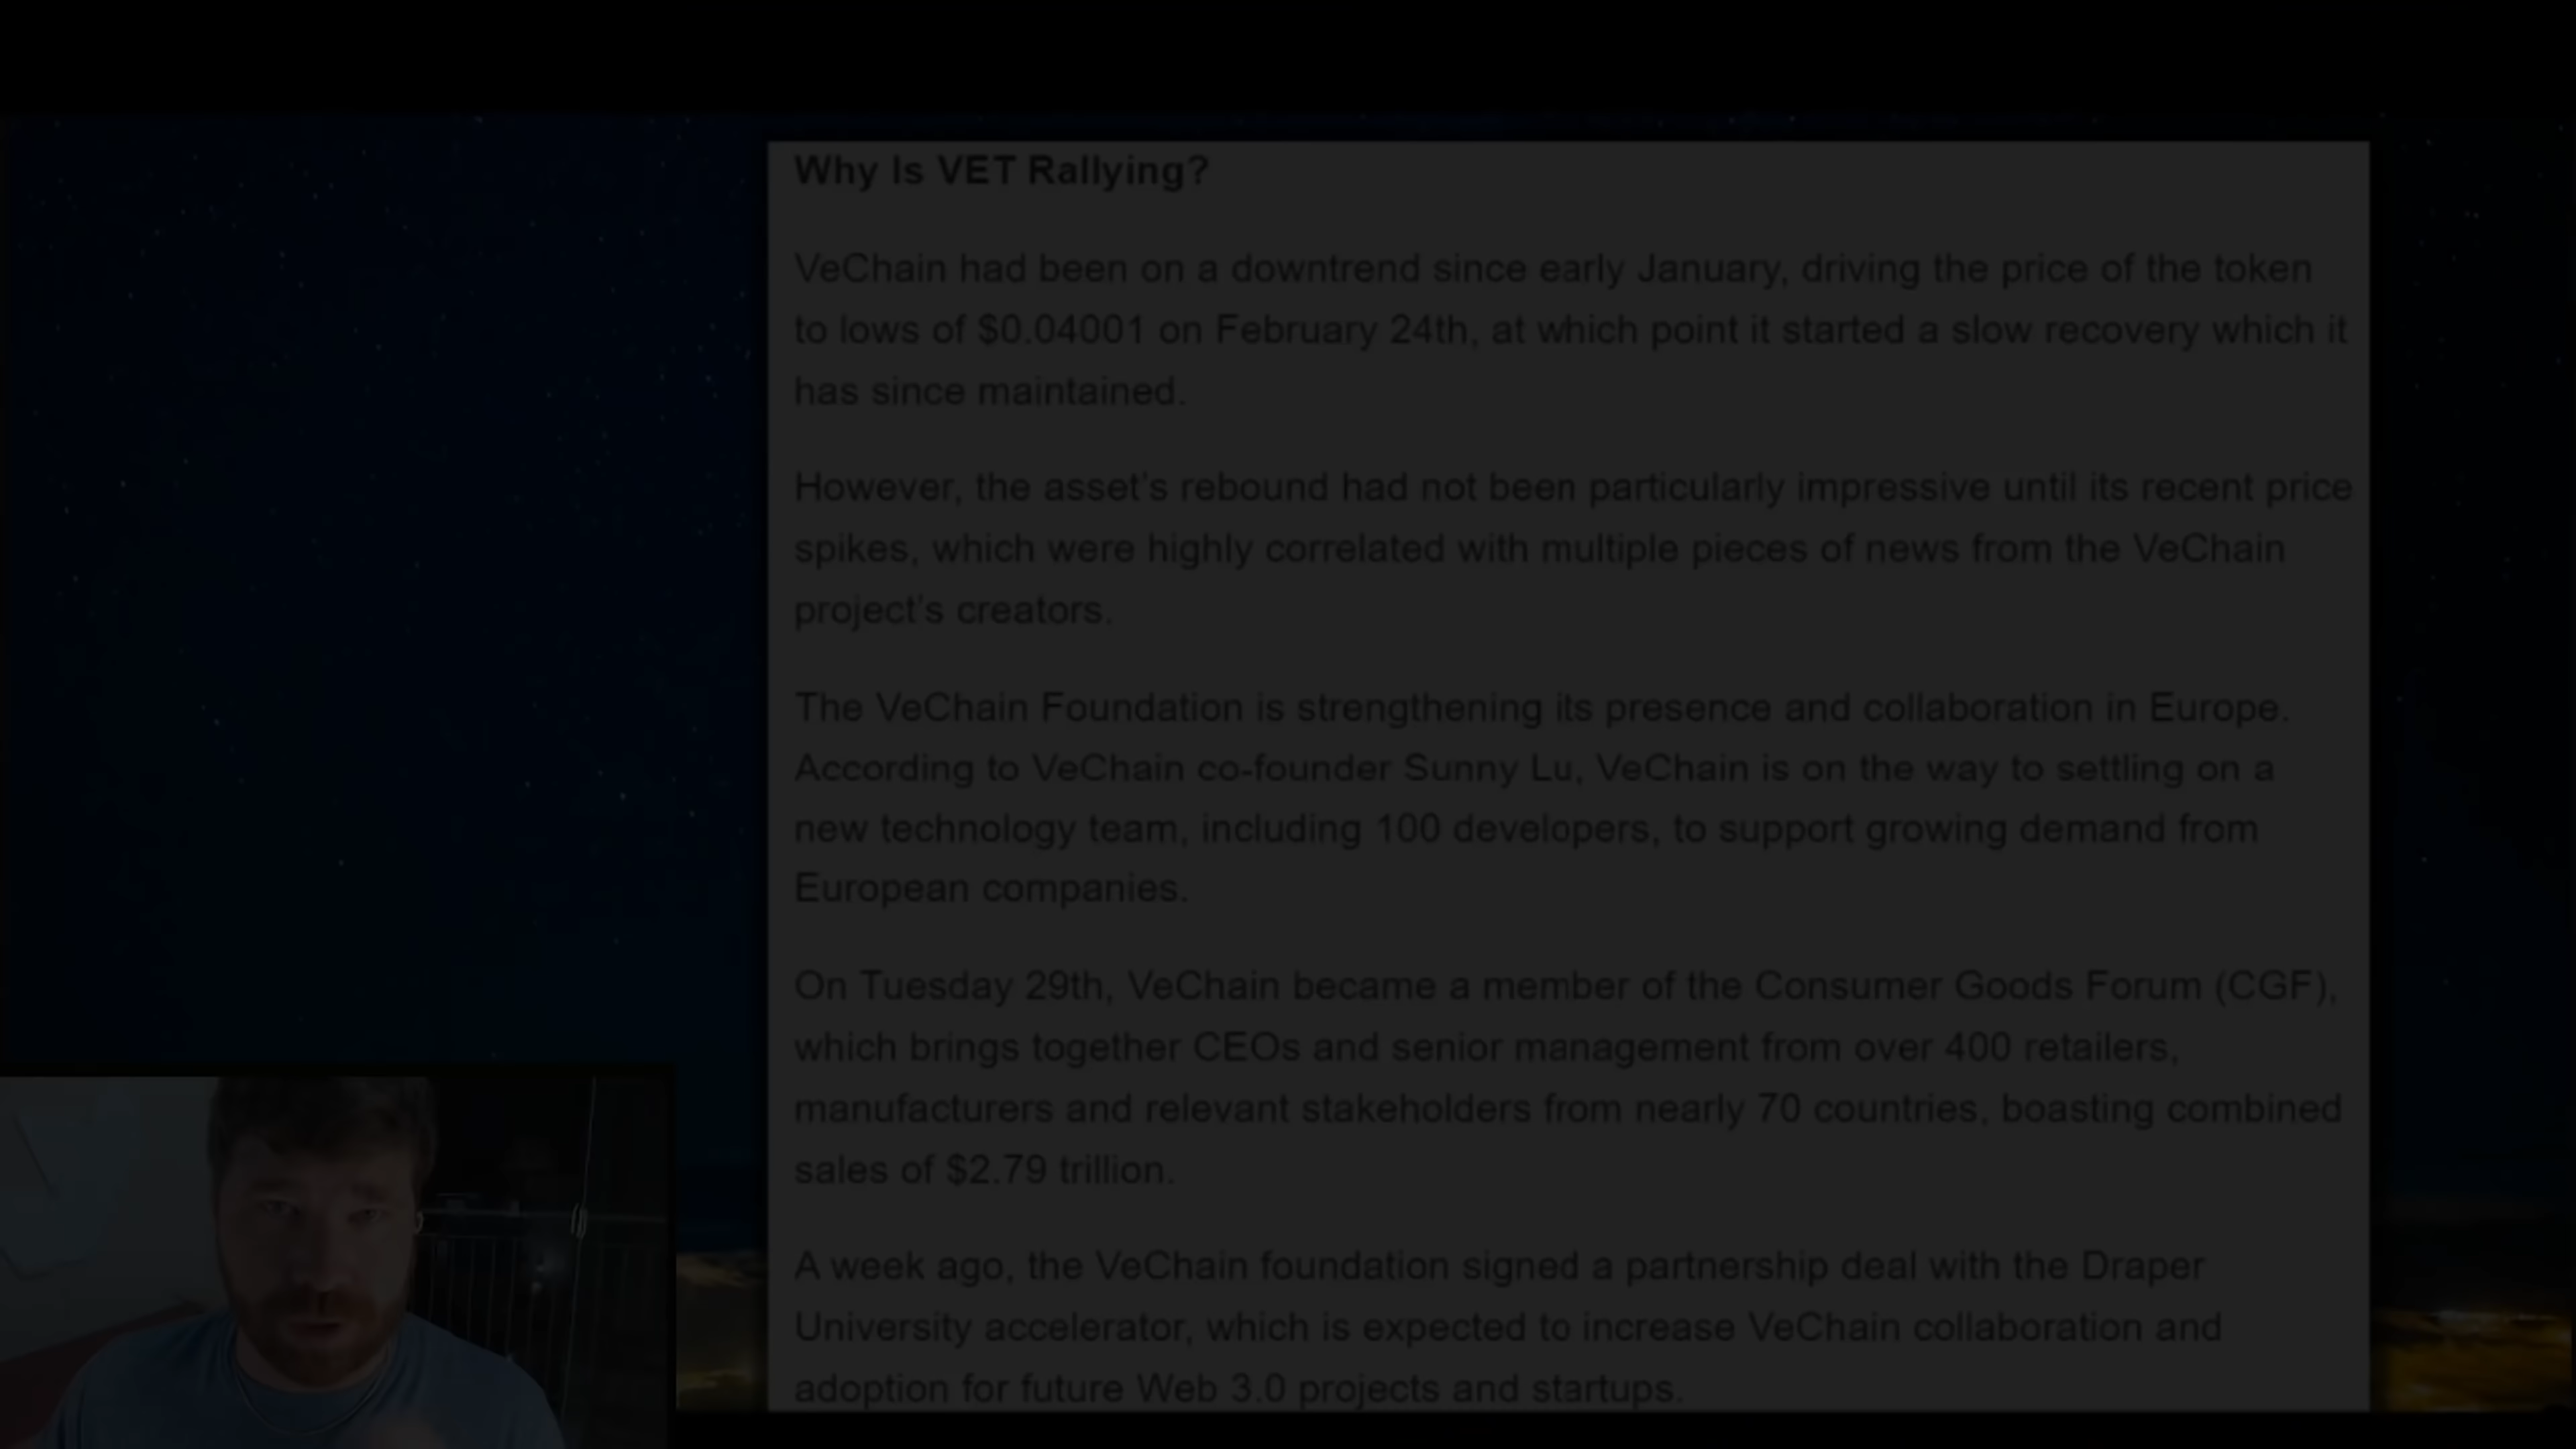 Why Is VET Rallying?
VeChain had been on a downtrend since early January, driving the price of the token
to lows of $0.04001 on February 24th, at which point it started a slow recovery which it
has since maintained.
However, the asset's rebound had not been particularly impressive until its recent price
spikes, which were highly correlated with multiple pieces of news from the VeChain
project's creators.
The VeChain Foundation is strengthening its presence and collaboration in Europe.
According to VeChain co-founder Sunny Lu, VeChain is on the way to settling on a
new technology team, including 100 developers, to support growing demand from
European companies.
On Tuesday 29th, VeChain became a member of the Consumer Goods Forum (CGF),
which brings together CEOs and senior management from over 400 retailers,
manufacturers and relevant stakeholders from nearly 70 countries, boasting combined
sales of $2.79 trillion.
A week ago, the VeChain foundation signed a partnership deal with the Draper
University accelerator, which is expected to increase VeChain collaboration and
adoption for future Web 3.0 projects and startups.